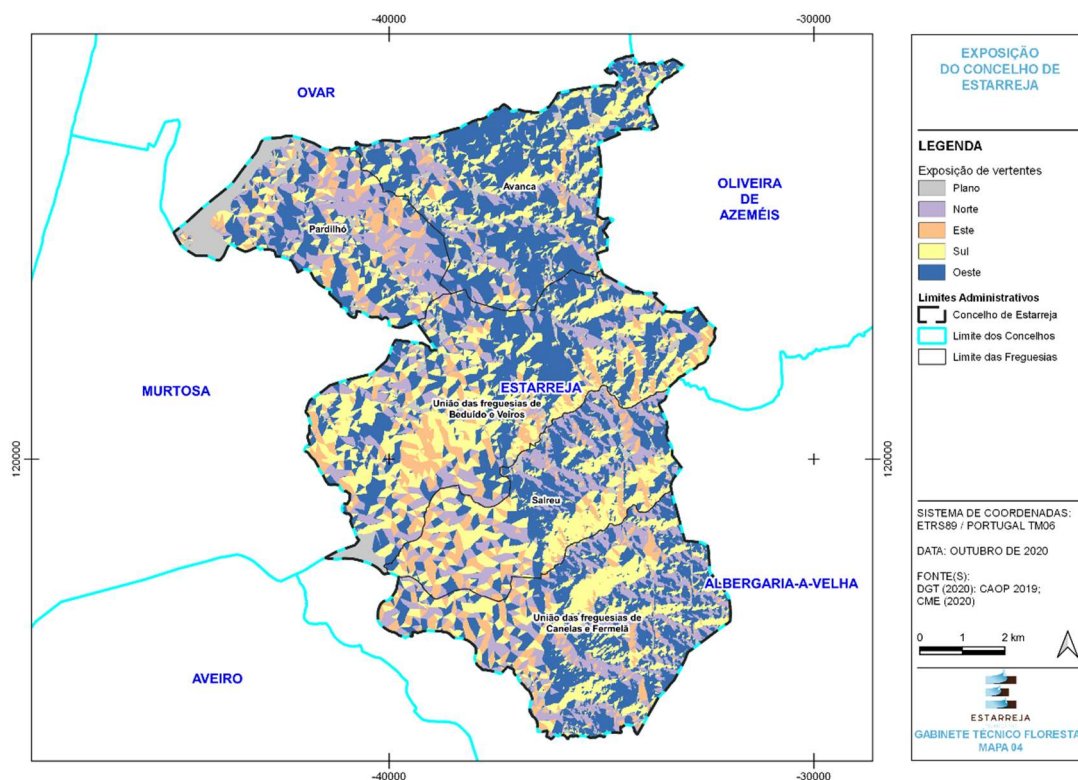 -40000
-30000
OVAR
OLIVEIRA
DE
AZEMÉIS
Avanca
Pardilhó
MURTOSA
ESTARREJA
União das freguesias de
Beduído e Veiros
120000
120000
Salreu
ALBERGARIA-A-VELHA
União das freguesias de
Canelas e Fermelã
AVEIRO
-40000
-30000
EXPOSIÇÃO
DO CONCELHO DE
ESTARREJA
LEGENDA
Exposição de vertentes
Plano
Norte
Este
Sul
Oeste
Limites Administrativos
Concelho de Estarreja
Limite dos Concelhos
Limite das Freguesias
SISTEMA DE COORDENADAS:
ETRS89 / PORTUGAL TM06
DATA: OUTUBRO DE 2020
FONTE(S):
DGT (2020): CAOP 2019;
CME (2020)
0 1 2 km
ESTARREJA
GABINETE TÉCNICO FLORESTA
MAPA 04